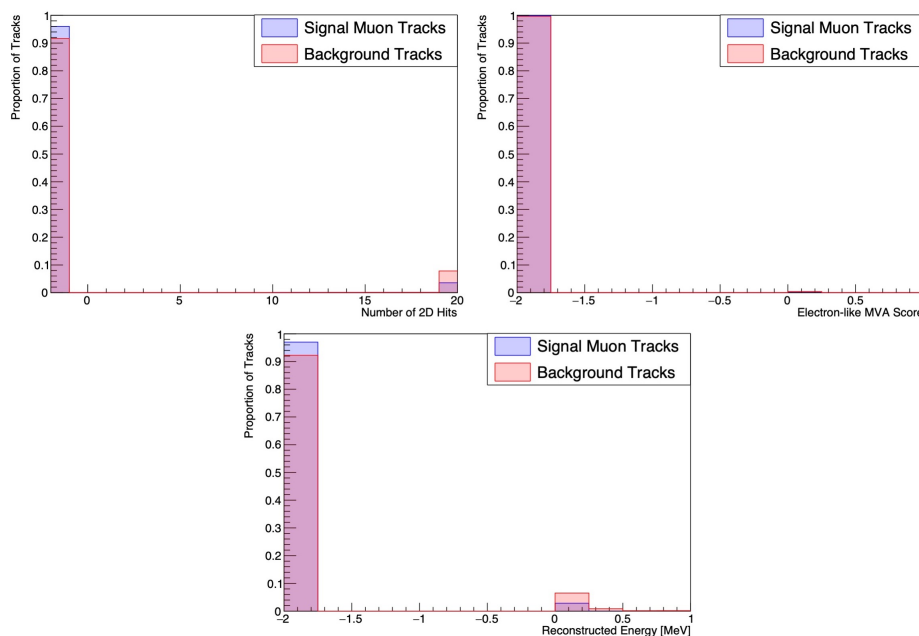 Proportion of Tracks
1
0.9
0.8
0.7
0.6
0.5
0.4
0.3
0.2
0.1
0
Signal Muon Tracks
Background Tracks
0 5 10 15 20
Number of 2D Hits
Proportion of Tracks
1
0.9
0.8
0.7
0.6
0.5
0.4
0.3
0.2
0.1
0
Signal Muon Tracks
Background Tracks
−2 −1.5 −1 −0.5 0 0.5
Electron-like MVA Score
Proportion of Tracks
1
0.9
0.8
0.7
0.6
0.5
0.4
0.3
0.2
0.1
0
Signal Muon Tracks
Background Tracks
−2 −1.5 −1 −0.5 0 0.5 1
Reconstructed Energy [MeV]